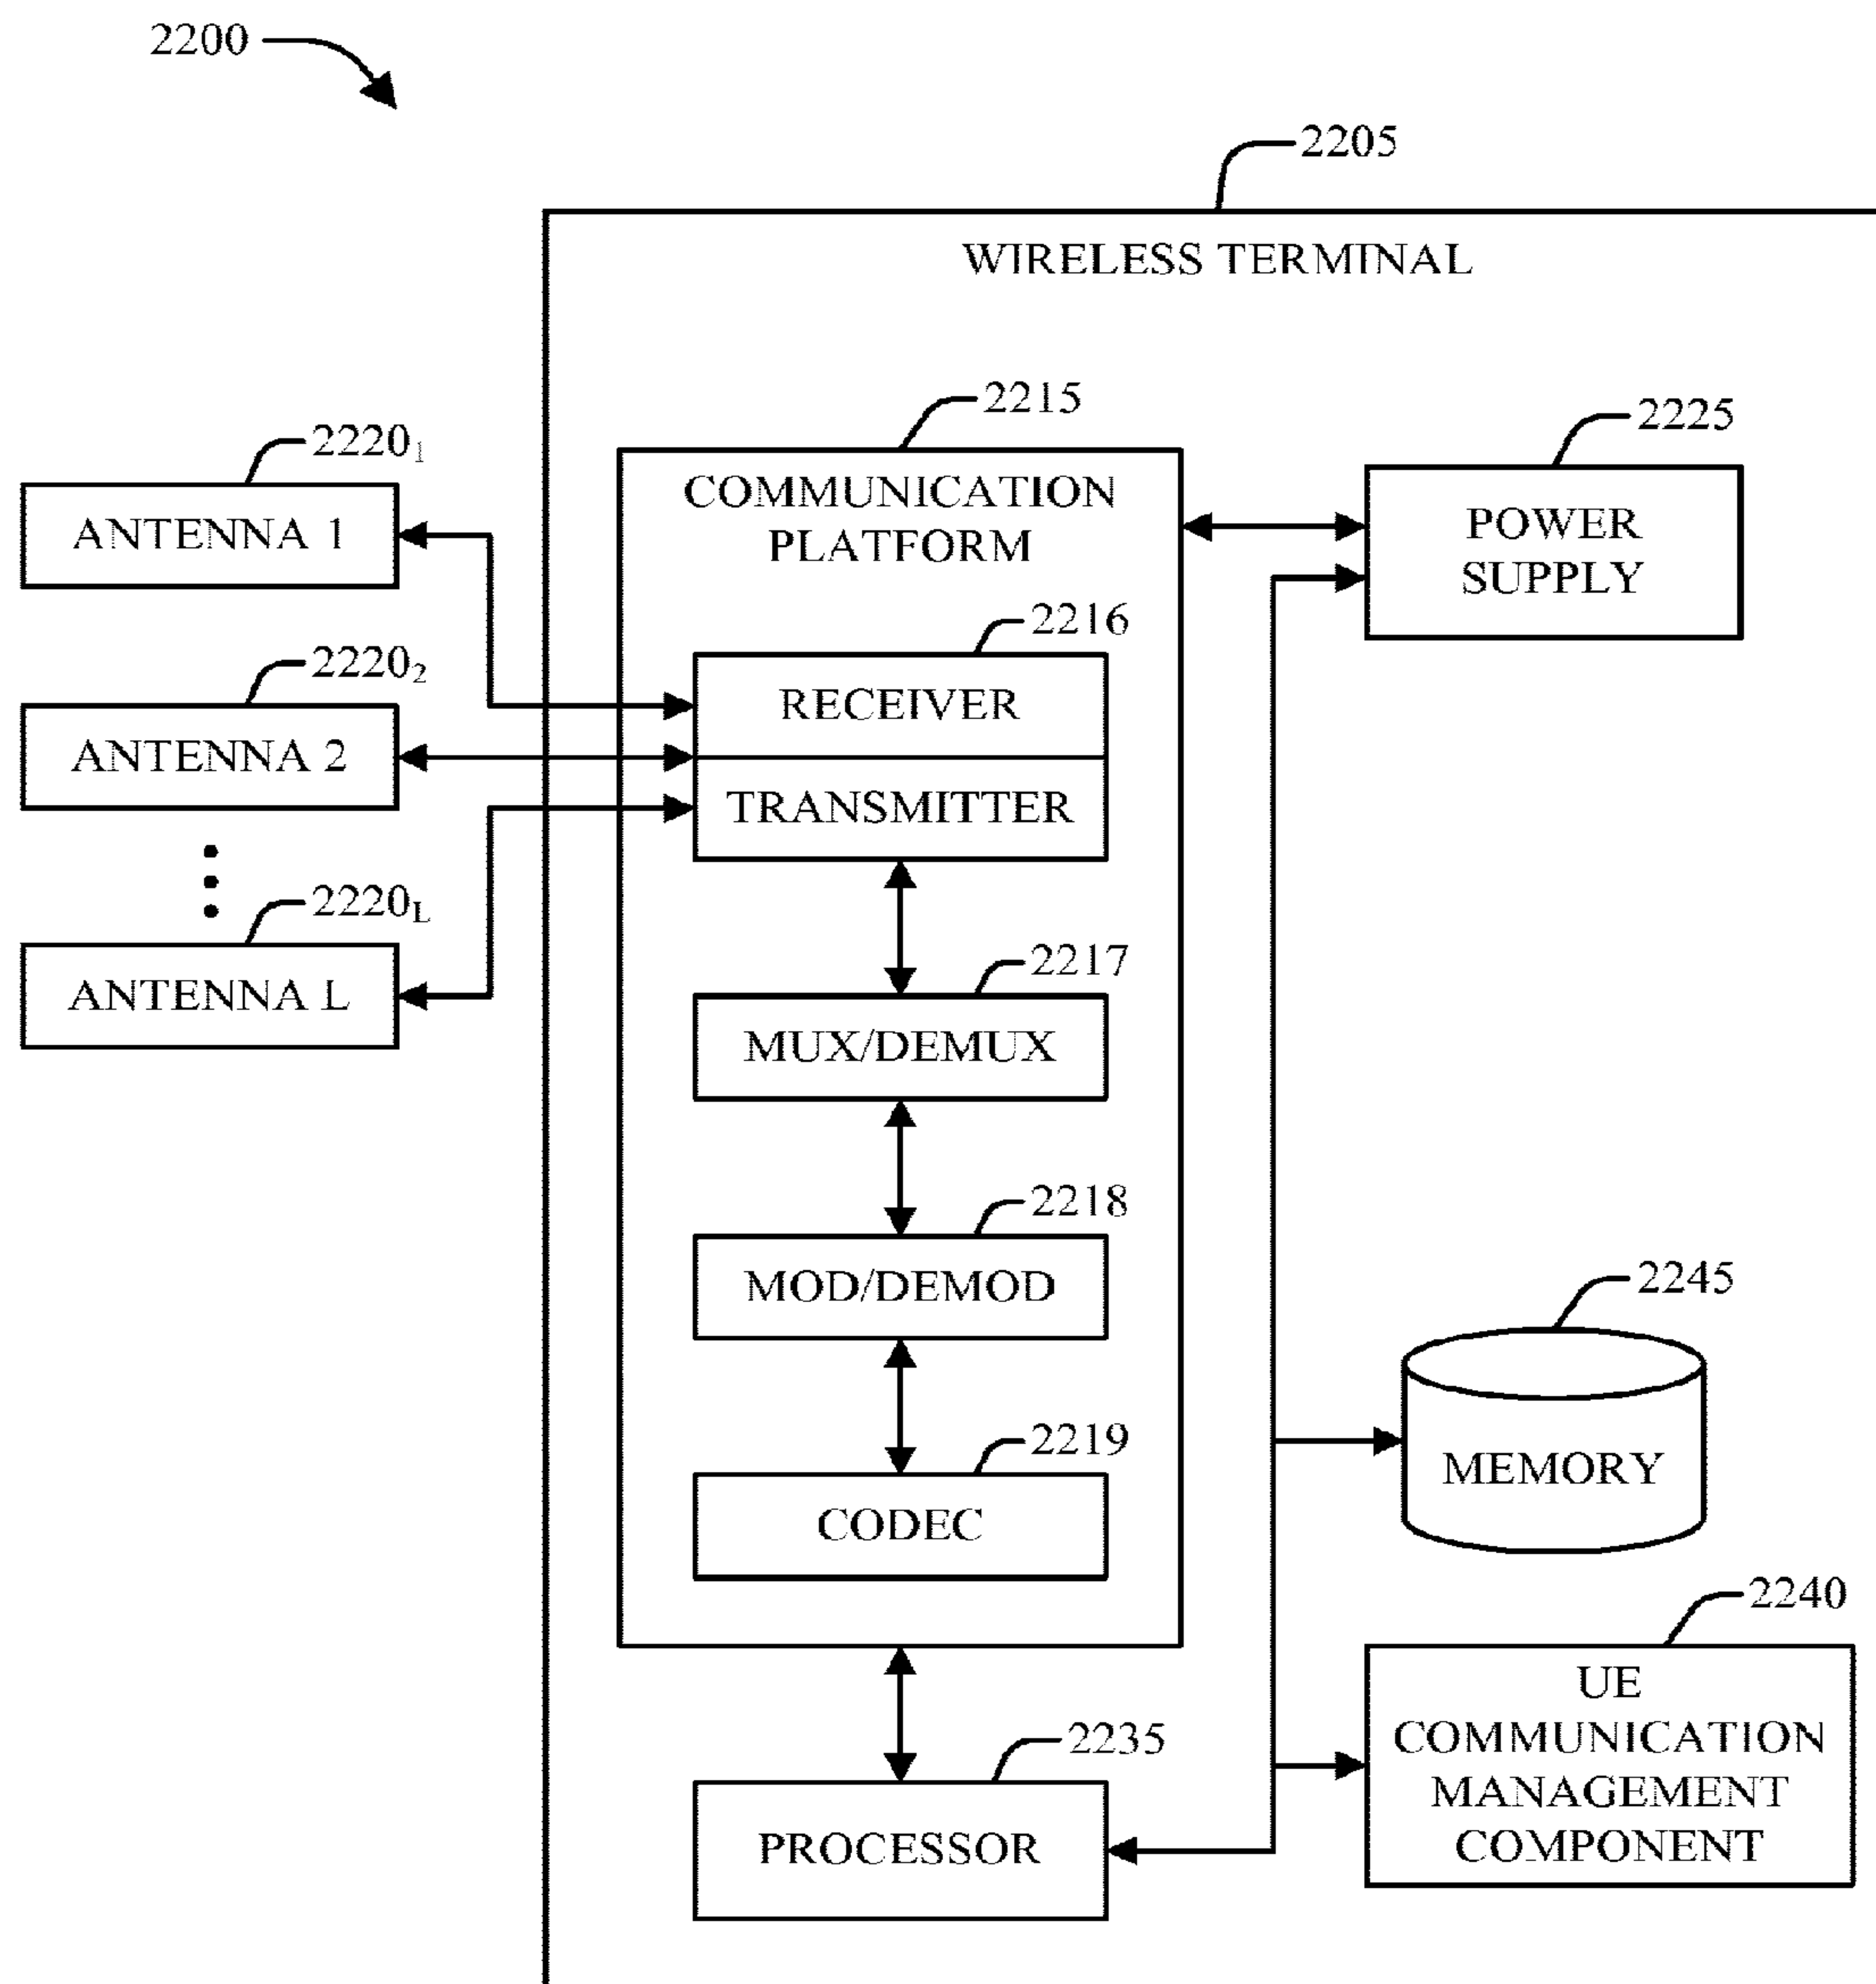 2200
2205
WIRELESS TERMINAL
2215
2225
2220₁
COMMUNICATION
PLATFORM
POWER
SUPPLY
ANTENNA 1
2216
2220₂
RECEIVER
ANTENNA 2
TRANSMITTER
2220L
2217
ANTENNA L
MUX/DEMUX
2218
MOD/DEMOD
2245
2219
MEMORY
CODEC
2240
UE
COMMUNICATION
MANAGEMENT
COMPONENT
2235
PROCESSOR